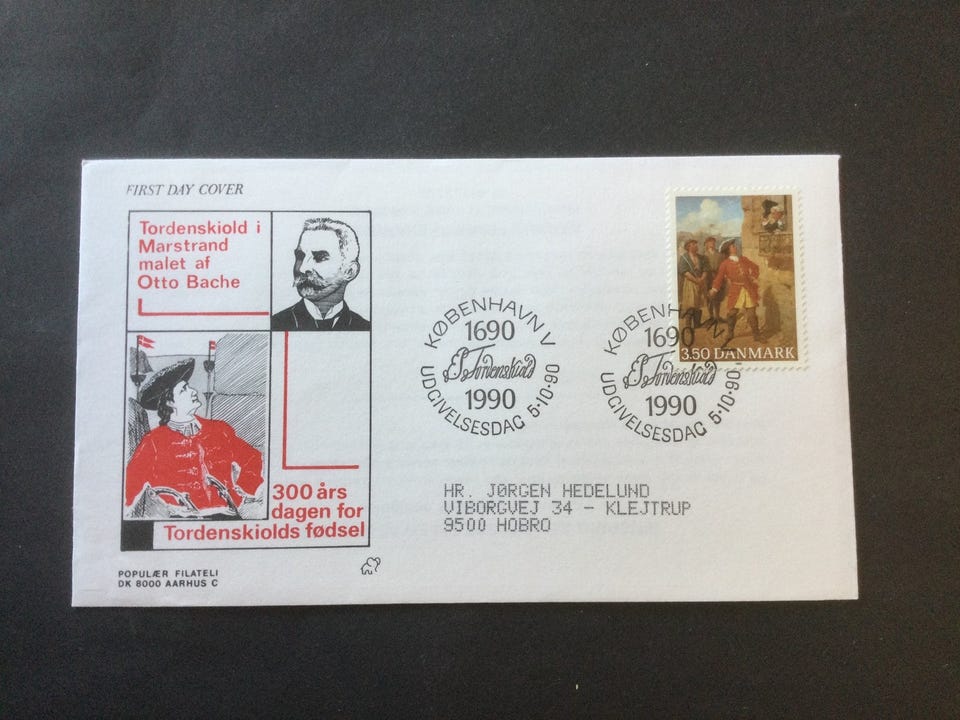 FIRST DAY COVER
Tordenskiold i
Marstrand
malet af
Otto Bache
300 års
dagen for
Tordenskiolds fødsel
POPULÆR FILATELI
DK 8000 AARHUS C
KØBENHAVN V
1690
Tordenskiold
1990
UDGIVELSESDAG 5·10·90
KØBENHAVN V
1690
Tordenskiold
1990
UDGIVELSESDAG 5·10·90
3.50 DANMARK
HR. JØRGEN HEDELUND
VIBORGVEJ 34 - KLEJTRUP
9500 HOBRO